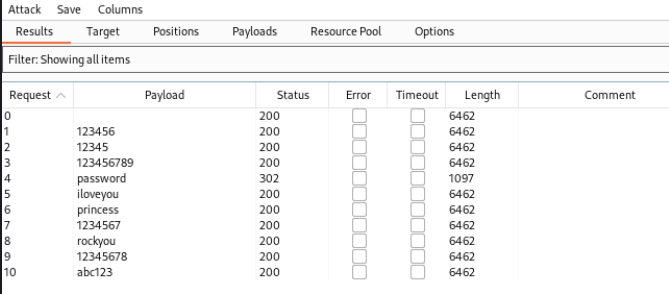 Attack Save Columns
Results Target Positions Payloads Resource Pool Options
Filter: Showing all items
Request Payload Status Error Timeout Length Comment
0 200 6462
1 123456 200 6462
2 12345 200 6462
3 123456789 200 6462
4 password 302 1097
5 iloveyou 200 6462
6 princess 200 6462
7 1234567 200 6462
8 rockyou 200 6462
9 12345678 200 6462
10 abc123 200 6462